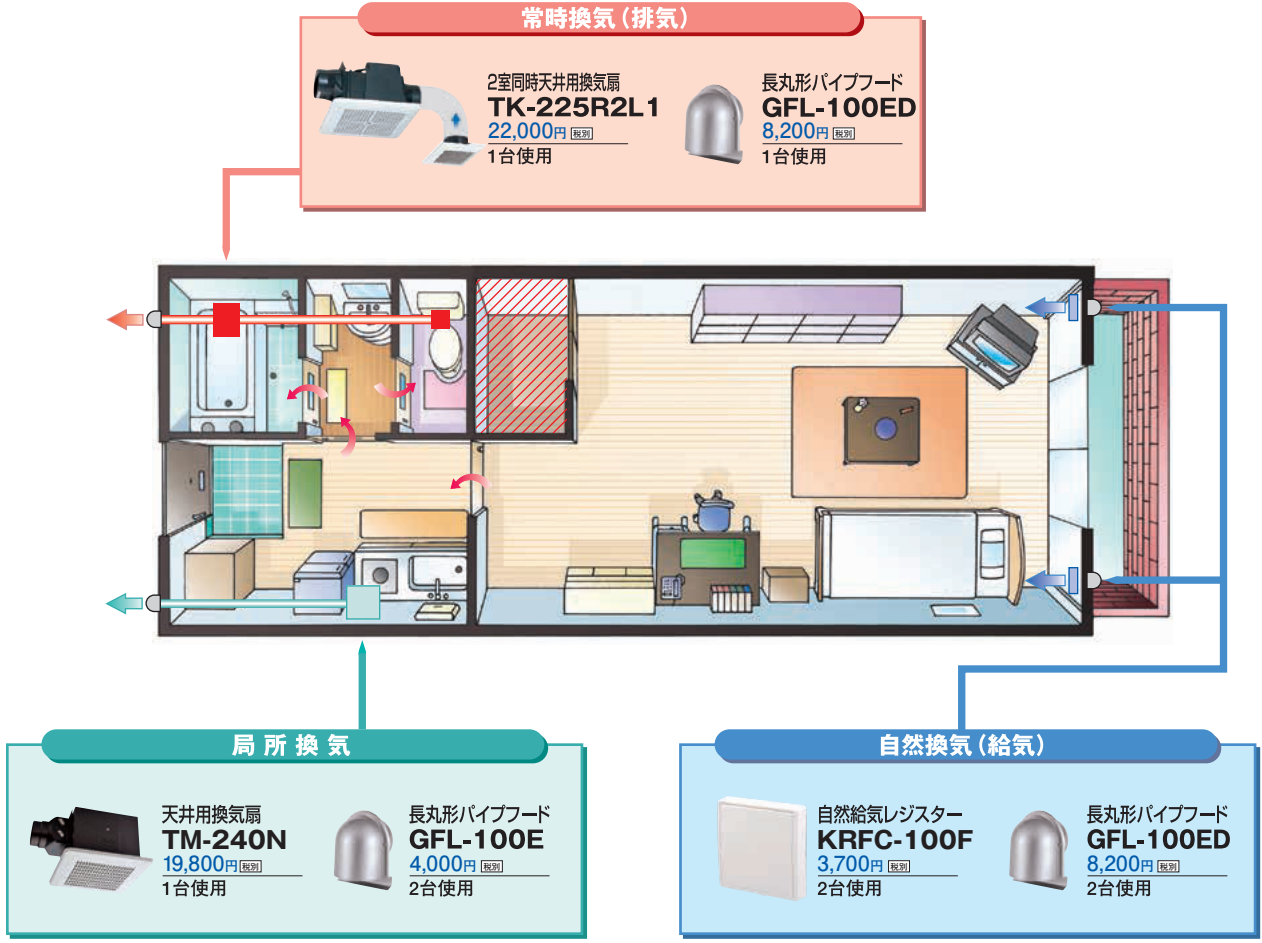 常時換気（排気）
2室同時天井用換気扇
TK-225R2L1
22,000円 税別
1台使用
長丸形パイプフード
GFL-100ED
8,200円 税別
1台使用
局所換気
天井用換気扇
TM-240N
19,800円 税別
1台使用
長丸形パイプフード
GFL-100E
4,000円 税別
2台使用
自然換気（給気）
自然給気レジスター
KRFC-100F
3,700円 税別
2台使用
長丸形パイプフード
GFL-100ED
8,200円 税別
2台使用